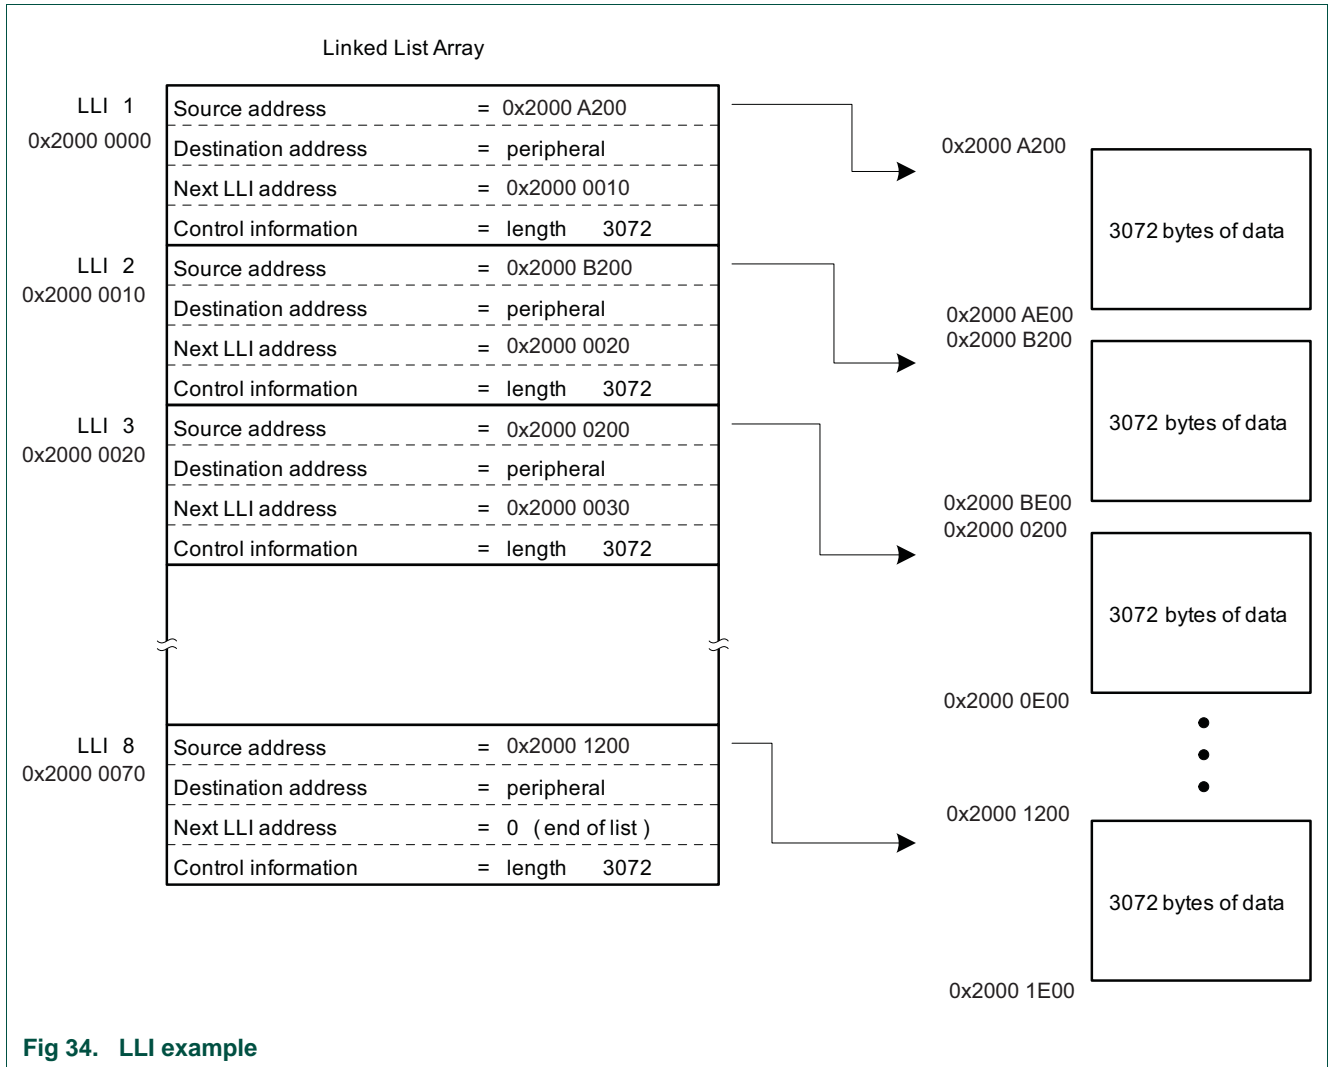 Linked List Array
LLI 1
0x2000 0000
Source address = 0x2000 A200
Destination address = peripheral
Next LLI address = 0x2000 0010
Control information = length 3072
LLI 2
0x2000 0010
Source address = 0x2000 B200
Destination address = peripheral
Next LLI address = 0x2000 0020
Control information = length 3072
LLI 3
0x2000 0020
Source address = 0x2000 0200
Destination address = peripheral
Next LLI address = 0x2000 0030
Control information = length 3072
LLI 8
0x2000 0070
Source address = 0x2000 1200
Destination address = peripheral
Next LLI address = 0 (end of list)
Control information = length 3072
0x2000 A200
3072 bytes of data
0x2000 AE00
0x2000 B200
3072 bytes of data
0x2000 BE00
0x2000 0200
3072 bytes of data
0x2000 0E00
0x2000 1200
3072 bytes of data
0x2000 1E00
Fig 34. LLI example